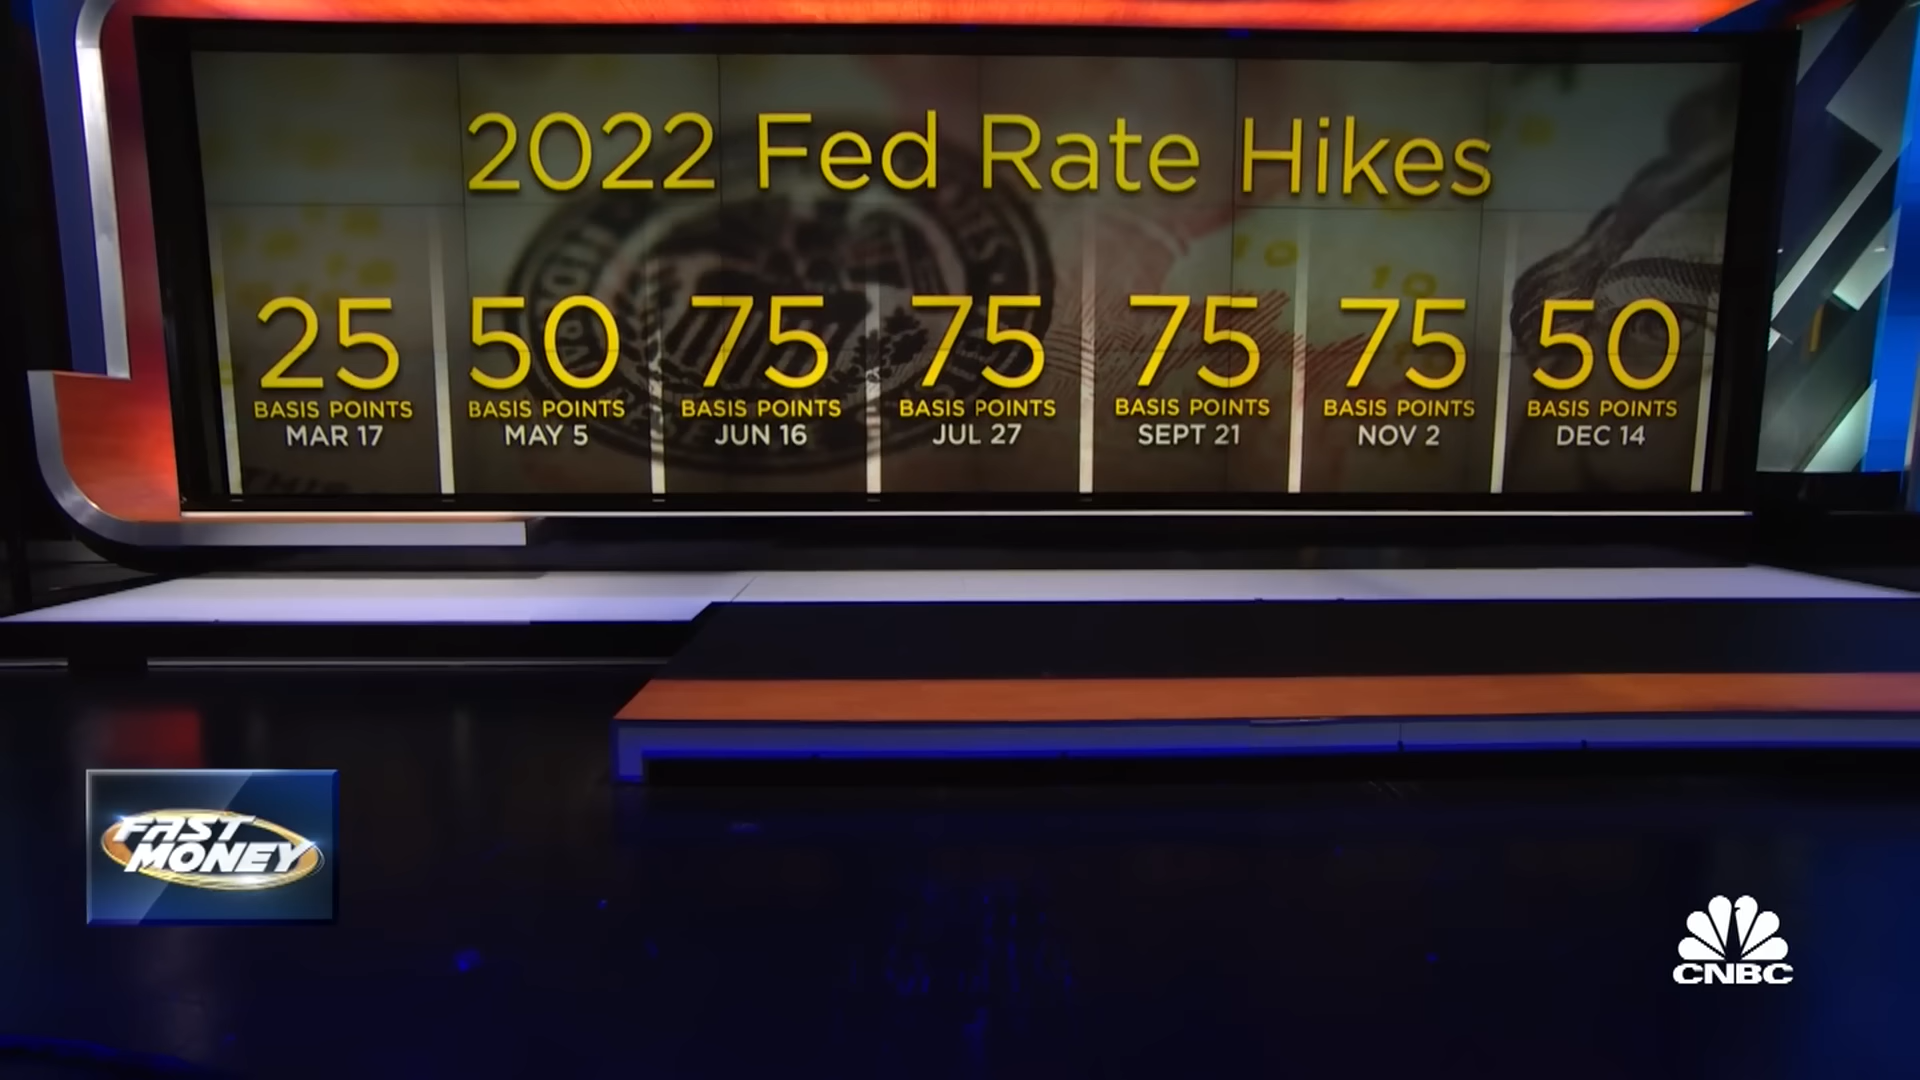 2022 Fed Rate Hikes
25
BASIS POINTS
MAR 17
50
BASIS POINTS
MAY 5
75
BASIS POINTS
JUN 16
75
BASIS POINTS
JUL 27
75
BASIS POINTS
SEPT 21
75
BASIS POINTS
NOV 2
50
BASIS POINTS
DEC 14
FAST
MONEY
CNBC